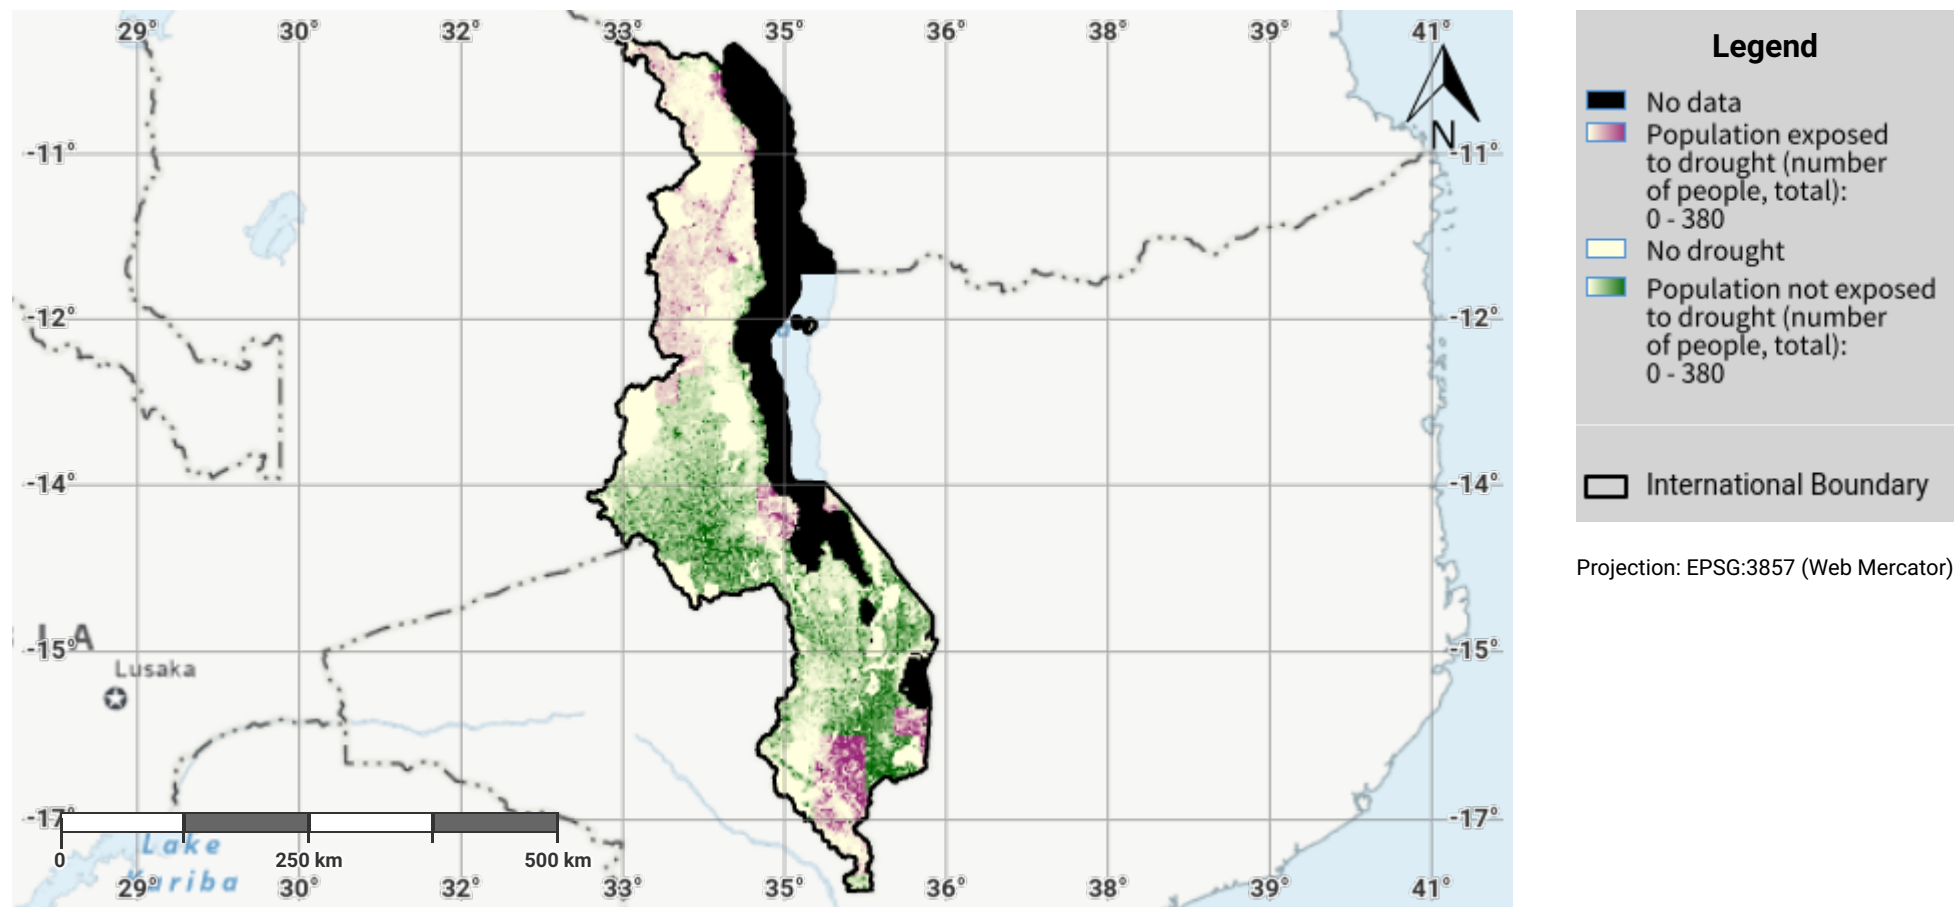 29° 30° 32° 33° 35° 36° 38° 39° 41°
-11° -11°
-12° -12°
-14° -14°
-15° -15°
-17° -17°
LA
Lusaka
Lake
Kariba
0 250 km 500 km
29° 30° 32° 33° 35° 36° 38° 39° 41°
N
Legend
No data
Population exposed
to drought (number
of people, total):
0 - 380
No drought
Population not exposed
to drought (number
of people, total):
0 - 380
International Boundary
Projection: EPSG:3857 (Web Mercator)